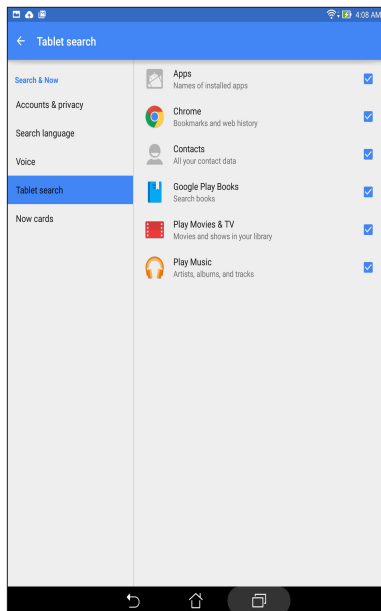 4:08 AM
Tablet search
Search & Now
Accounts & privacy
Search language
Voice
Tablet search
Now cards
Apps
Names of installed apps
Chrome
Bookmarks and web history
Contacts
All your contact data
Google Play Books
Search books
Play Movies & TV
Movies and shows in your library
Play Music
Artists, albums, and tracks